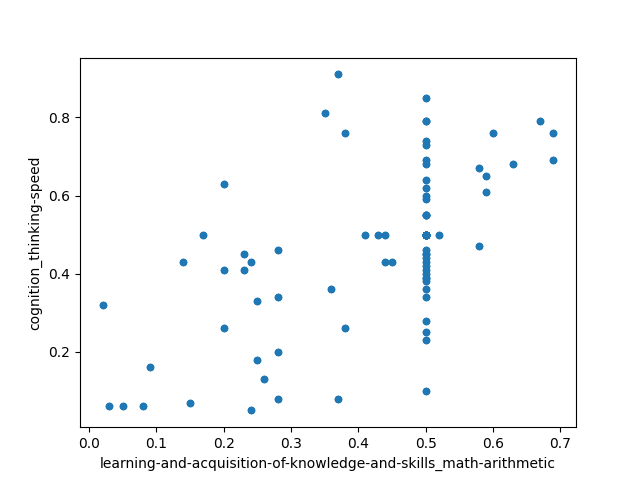 0.8
0.6
0.4
0.2
cognition_thinking-speed
0.0 0.1 0.2 0.3 0.4 0.5 0.6 0.7
learning-and-acquisition-of-knowledge-and-skills_math-arithmetic